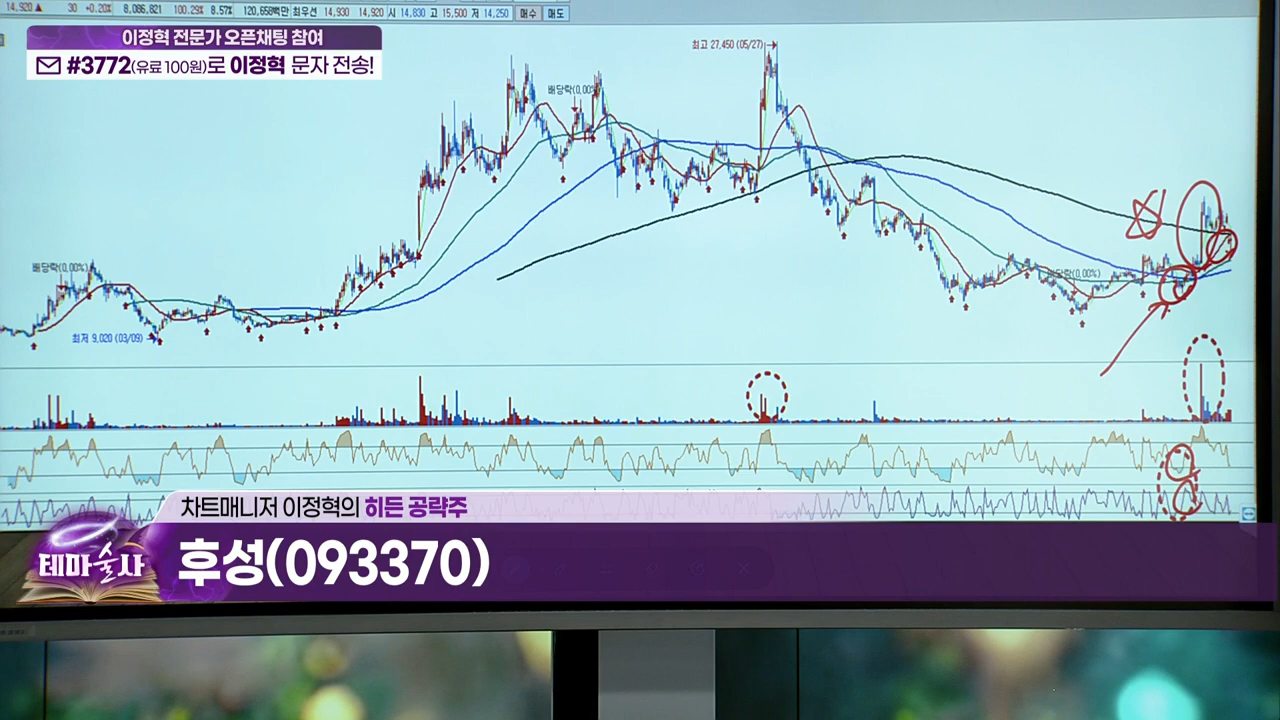 14,920 ▲ 30 +0.20% 8,086,821 100.29% 8.57% 120,658백만 최우선 14,930 14,920 시 14,830 고 15,500 저 14,250 매수 매도
이정혁 전문가 오픈채팅 참여
#3772(유료 100원)로 이정혁 문자 전송!
최고 27,450 (05/27)
배당락(0,00%)
배당락(0,00%)
배당락(0,00%)
최저 9,020 (03/09)
차트매니저 이정혁의 히든 공략주
테마술사
후성(093370)